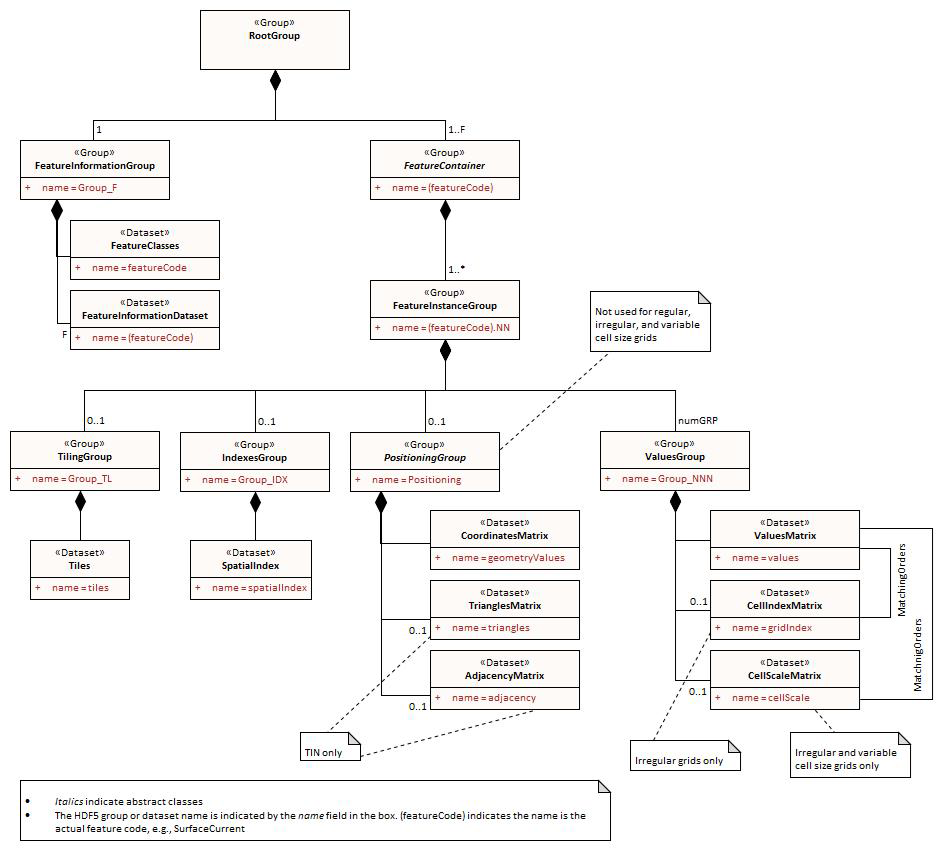 «Group»
RootGroup
1
1..F
«Group»
FeatureInformationGroup
+ name = Group_F
«Group»
FeatureContainer
+ name = (featureCode)
«Dataset»
FeatureClasses
+ name = featureCode
«Dataset»
FeatureInformationDataset
+ name = (featureCode)
F
1..*
«Group»
FeatureInstanceGroup
+ name = (featureCode).NN
Not used for regular,
irregular, and variable
cell size grids
0..1
0..1
0..1
numGRP
«Group»
TilingGroup
+ name = Group_TL
«Group»
IndexesGroup
+ name = Group_IDX
«Group»
PositioningGroup
+ name = Positioning
«Group»
ValuesGroup
+ name = Group_NNN
«Dataset»
Tiles
+ name = tiles
«Dataset»
SpatialIndex
+ name = spatialIndex
«Dataset»
CoordinatesMatrix
+ name = geometryValues
«Dataset»
TrianglesMatrix
+ name = triangles
0..1
«Dataset»
AdjacencyMatrix
+ name = adjacency
0..1
«Dataset»
ValuesMatrix
+ name = values
«Dataset»
CellIndexMatrix
+ name = gridIndex
0..1
«Dataset»
CellScaleMatrix
+ name = cellScale
0..1
MatchingOrders
MatchnigOrders
TIN only
Irregular grids only
Irregular and variable
cell size grids only
• Italics indicate abstract classes
• The HDF5 group or dataset name is indicated by the name field in the box. (featureCode) indicates the name is the
actual feature code, e.g., SurfaceCurrent